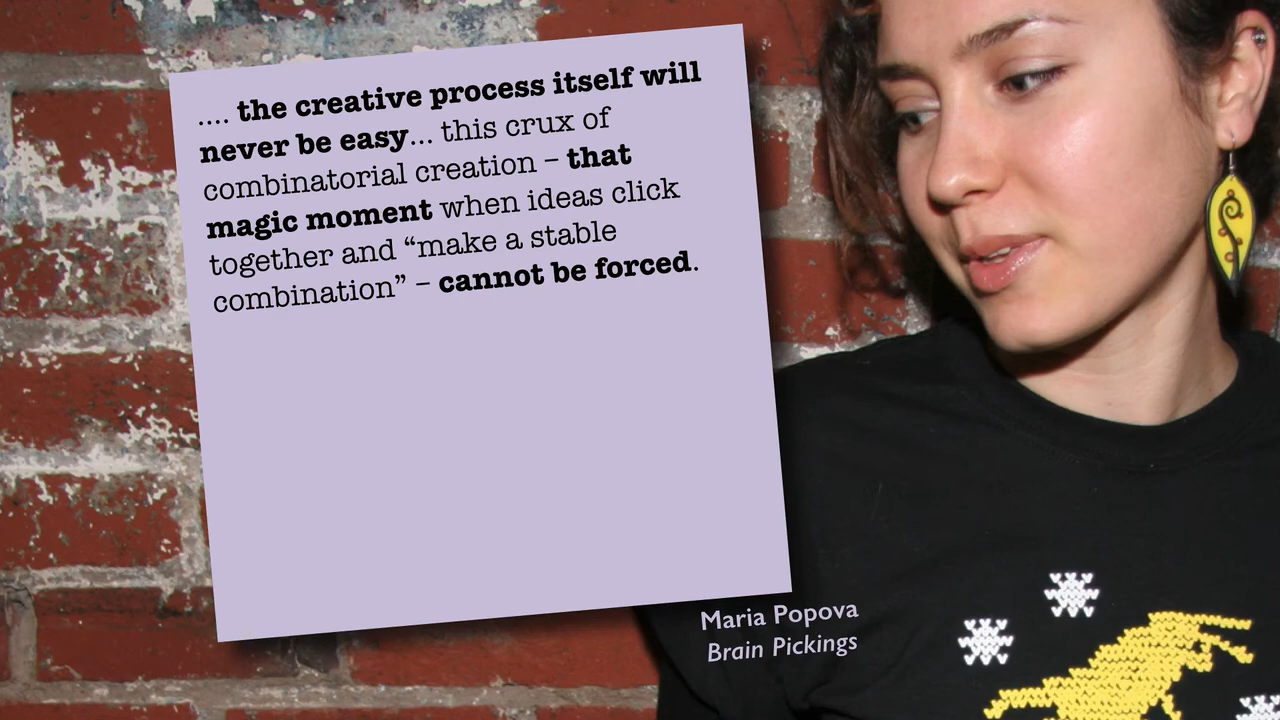 .... the creative process itself will
never be easy... this crux of
combinatorial creation – that
magic moment when ideas click
together and “make a stable
combination” – cannot be forced.
Maria Popova
Brain Pickings